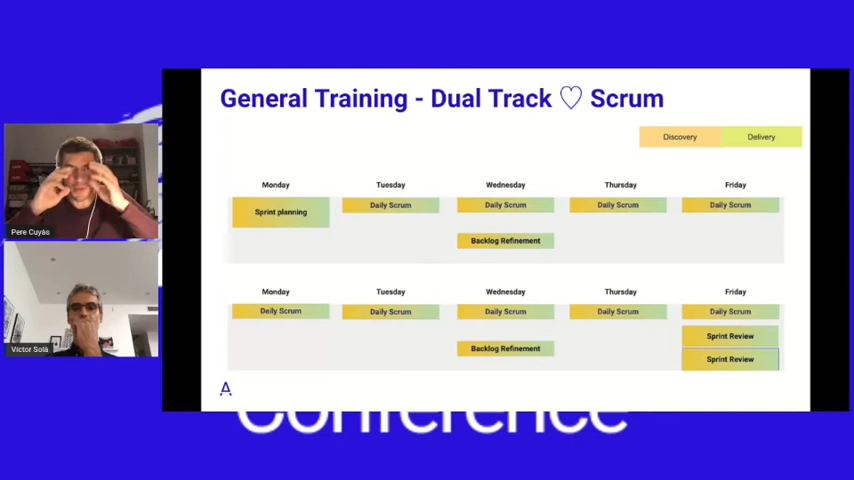 General Training - Dual Track ♡ Scrum
Discovery Delivery
Monday Tuesday Wednesday Thursday Friday
Sprint planning Daily Scrum Daily Scrum Daily Scrum Daily Scrum
Backlog Refinement
Monday Tuesday Wednesday Thursday Friday
Daily Scrum Daily Scrum Daily Scrum Daily Scrum Daily Scrum
Sprint Review
Backlog Refinement
Sprint Review
A
Pere Cuyás
Víctor Solà
Conference